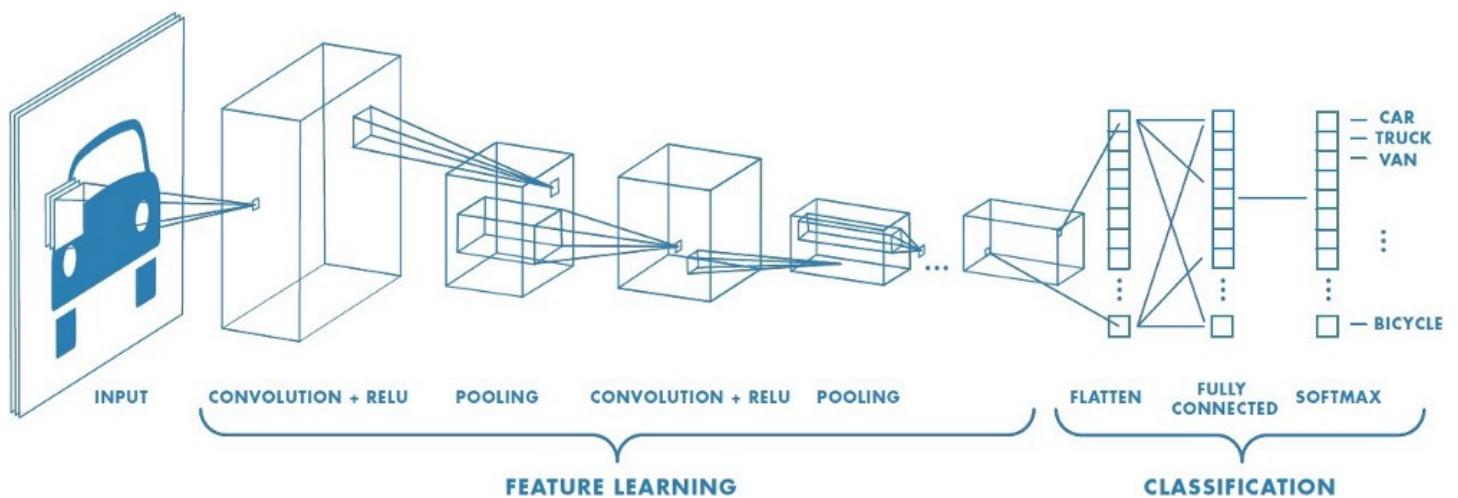 CAR
TRUCK
VAN
BICYCLE
INPUT
CONVOLUTION + RELU
POOLING
CONVOLUTION + RELU
POOLING
FLATTEN
FULLY
CONNECTED
SOFTMAX
FEATURE LEARNING
CLASSIFICATION